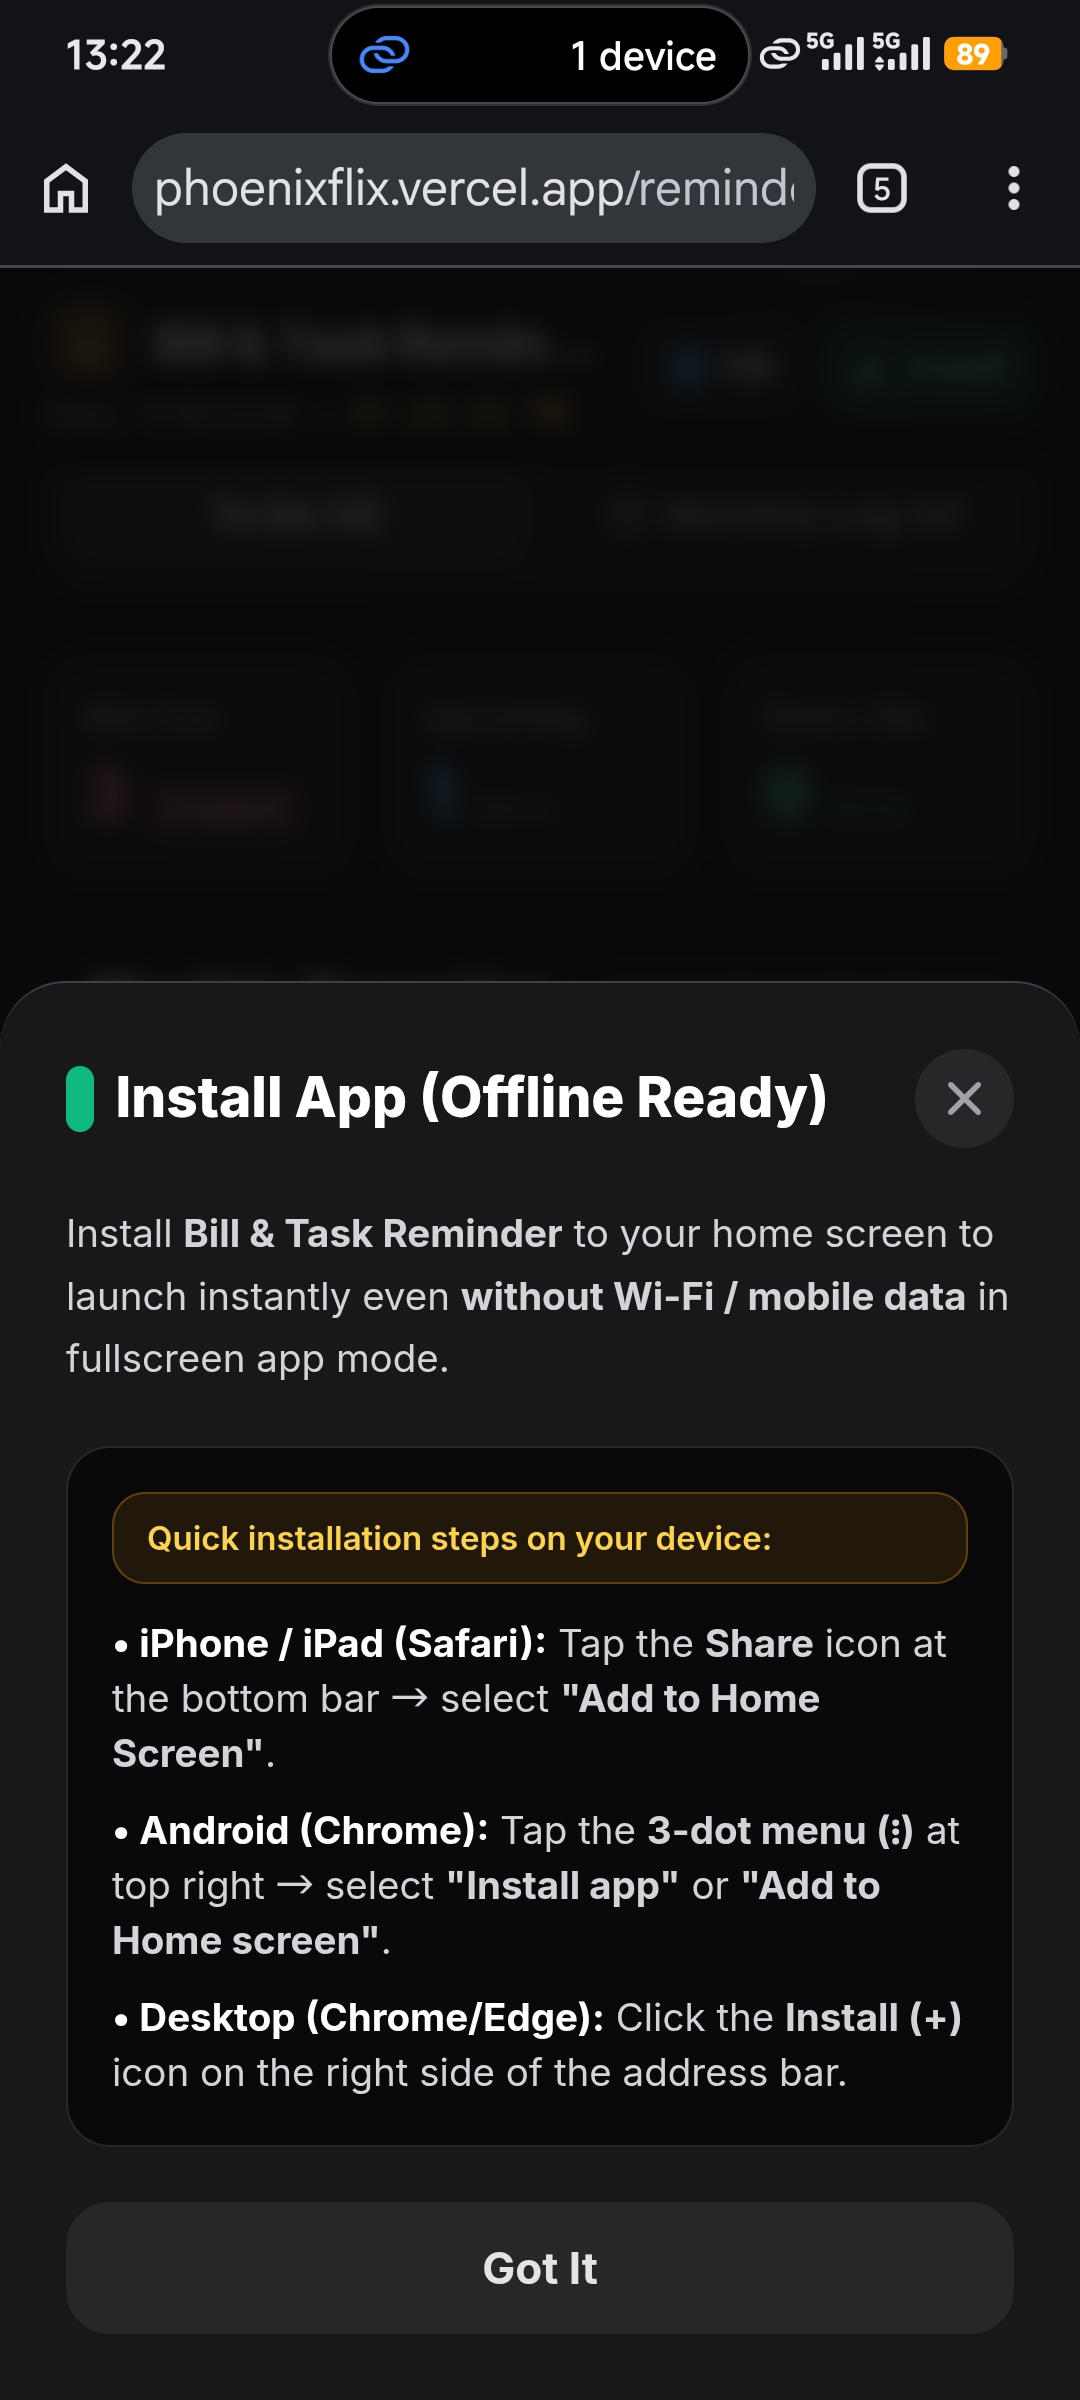 13:22
1 device
5G
5G
89
phoenixflix.vercel.app/remind
5
Bill & Task Remin...
Install App (Offline Ready)
Install Bill & Task Reminder to your home screen to
launch instantly even without Wi-Fi / mobile data in
fullscreen app mode.
Quick installation steps on your device:
• iPhone / iPad (Safari): Tap the Share icon at
the bottom bar → select "Add to Home
Screen".
• Android (Chrome): Tap the 3-dot menu (⋮) at
top right → select "Install app" or "Add to
Home screen".
• Desktop (Chrome/Edge): Click the Install (+)
icon on the right side of the address bar.
Got It